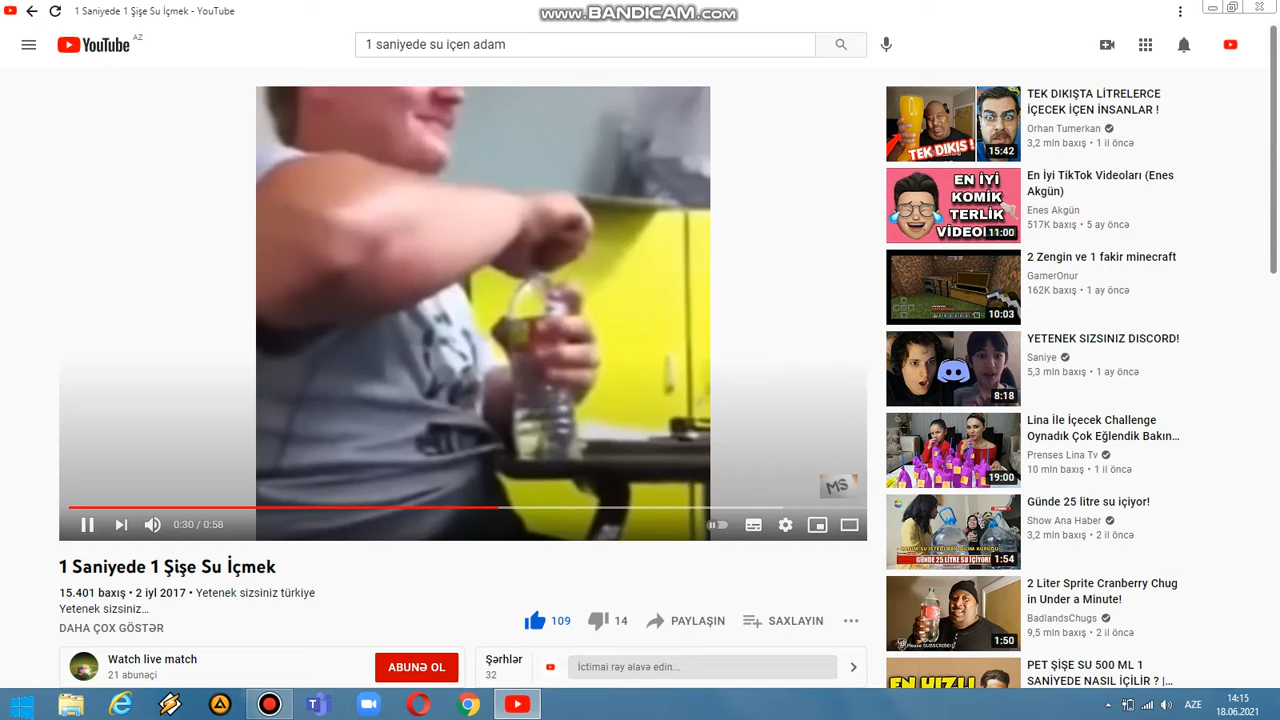 1 Saniyede 1 Şişe Su İçmek - YouTube
www.BANDICAM.com
YouTube AZ
1 saniyede su içen adam
MS
0:30 / 0:58
1 Saniyede 1 Şişe Su İçmek
15.401 baxış • 2 iyl 2017 • Yetenek sizsiniz türkiye
Yetenek sizsiniz…
DAHA ÇOX GÖSTƏR
109
14
PAYLAŞIN
SAXLAYIN
Watch live match
21 abunəçi
ABUNƏ OL
Şərhlər
32
İctimai rəy əlavə edin...
TEK DIKIŞ !
15:42
TEK DIKIŞTA LİTRELERCE
İÇECEK İÇEN İNSANLAR !
Orhan Tumerkan
3,2 mln baxış • 1 il öncə
EN İYİ
KOMİK
TERLİK
11:00
En İyi TikTok Videoları (Enes
Akgün)
Enes Akgün
517K baxış • 5 ay öncə
10:03
2 Zengin ve 1 fakir minecraft
GamerOnur
162K baxış • 1 ay öncə
8:18
YETENEK SIZSINIZ DISCORD!
Saniye
5,3 mln baxış • 1 ay öncə
19:00
Lina İle İçecek Challenge
Oynadık Çok Eğlendik Bakın...
Prenses Lina Tv
10 mln baxış • 1 il öncə
GÜNDE 25 LİTRE SU İÇİYOR!
1:54
Günde 25 litre su içiyor!
Show Ana Haber
3,2 mln baxış • 2 il öncə
Please SUBSCRIBE!
1:50
2 Liter Sprite Cranberry Chug
in Under a Minute!
BadlandsChugs
9,5 mln baxış • 2 il öncə
EN HIZLI
PET ŞİŞE SU 500 ML 1
SANİYEDE NASIL İÇİLİR ? |...
AZE
14:15
18.06.2021